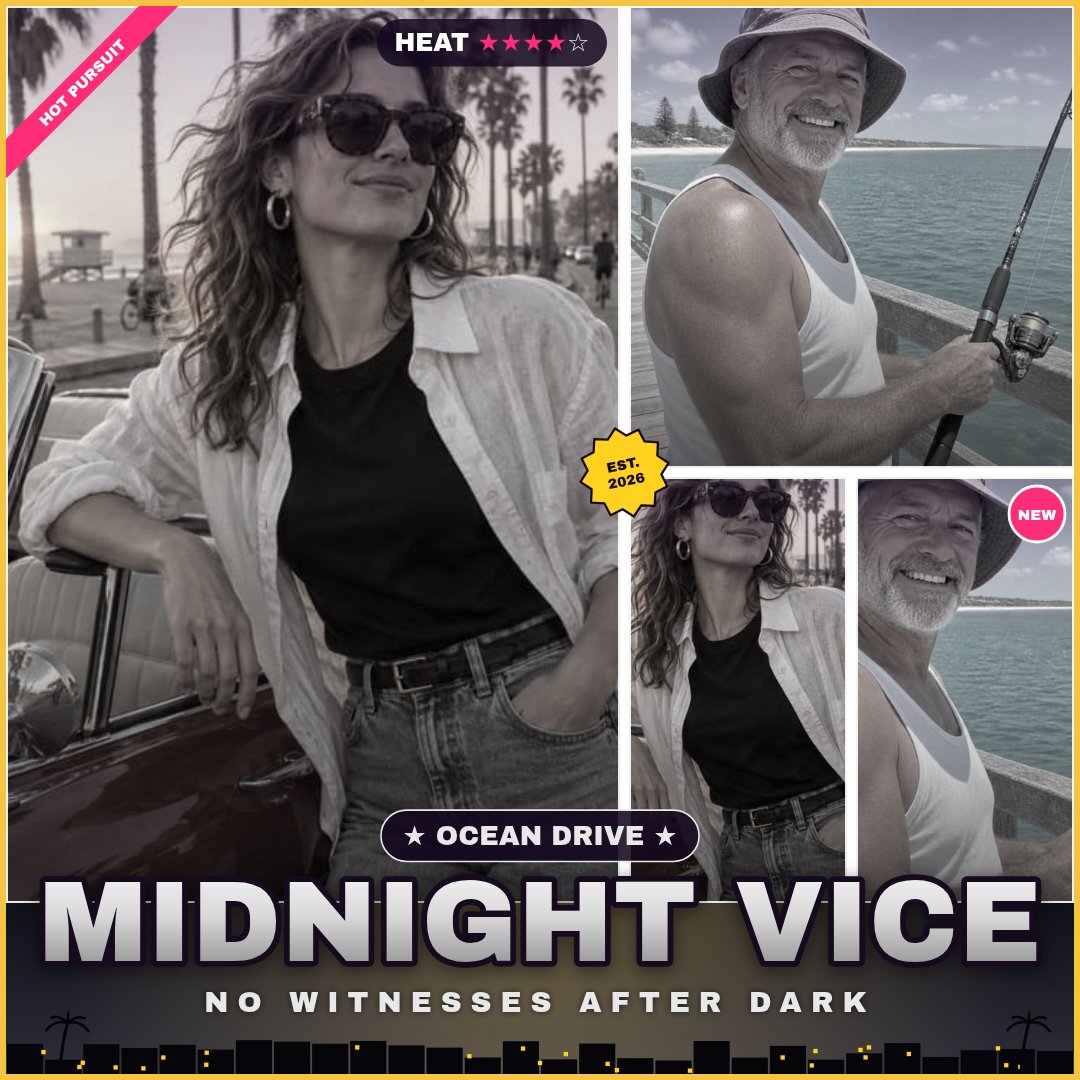 HOT PURSUIT
HEAT ★★★★☆
EST.
2026
NEW
★ OCEAN DRIVE ★
MIDNIGHT VICE
NO WITNESSES AFTER DARK